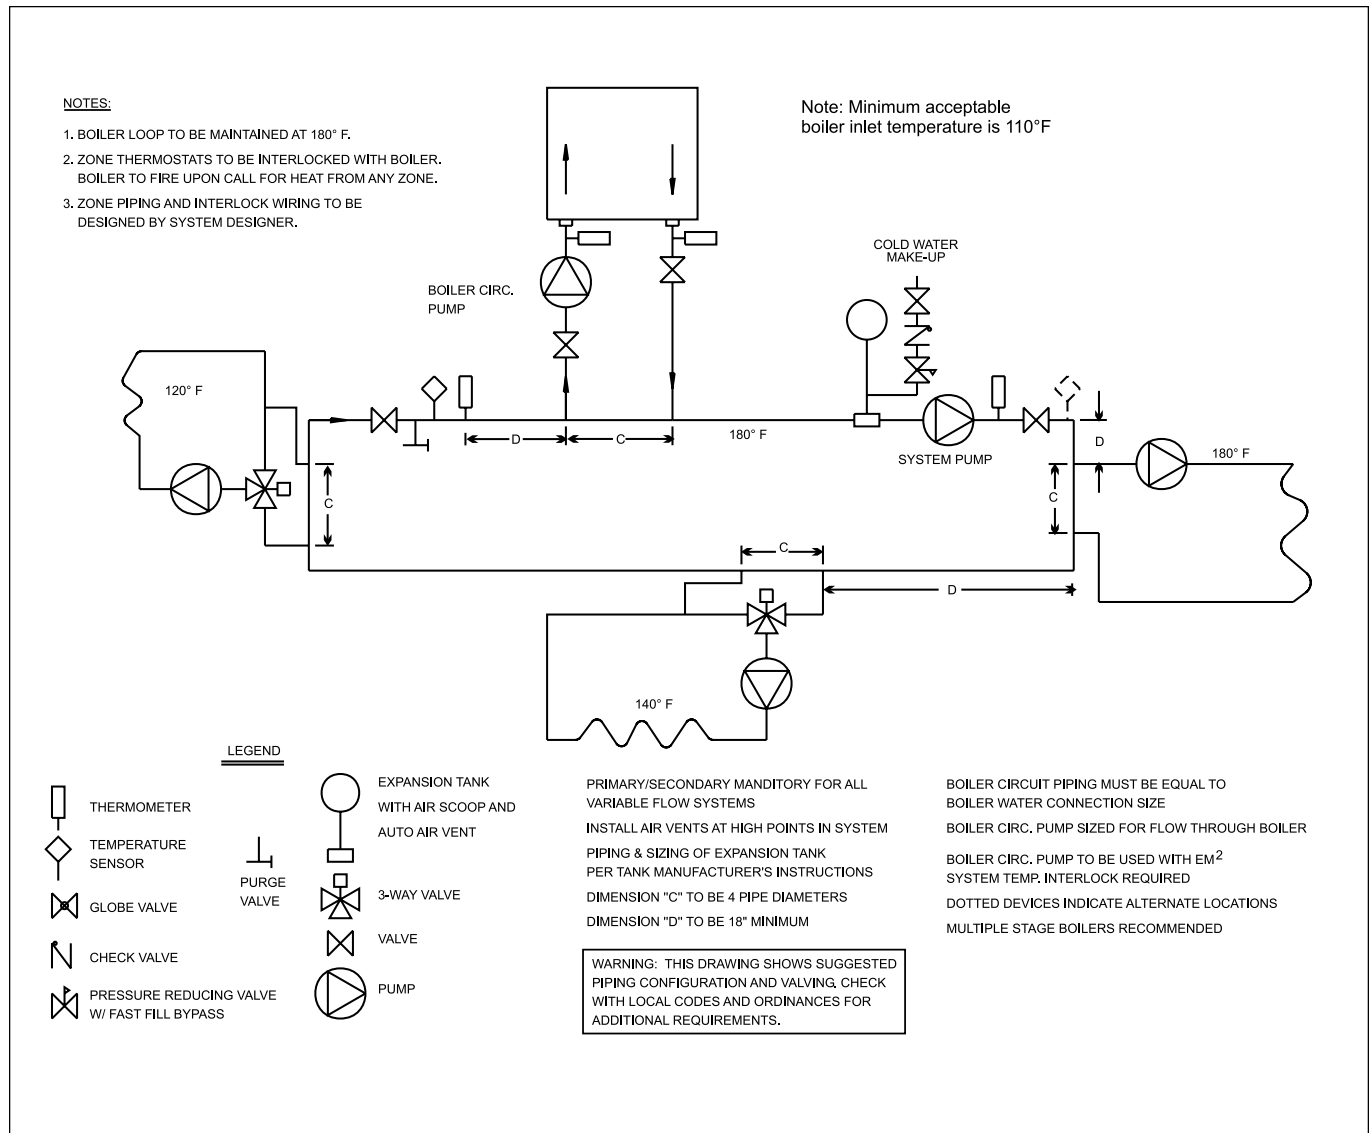 NOTES:
1. BOILER LOOP TO BE MAINTAINED AT 180° F.
2. ZONE THERMOSTATS TO BE INTERLOCKED WITH BOILER.
BOILER TO FIRE UPON CALL FOR HEAT FROM ANY ZONE.
3. ZONE PIPING AND INTERLOCK WIRING TO BE
DESIGNED BY SYSTEM DESIGNER.
Note: Minimum acceptable
boiler inlet temperature is 110°F
COLD WATER
MAKE-UP
BOILER CIRC.
PUMP
120° F
D
C
180° F
SYSTEM PUMP
D
180° F
C
C
C
D
140° F
LEGEND
THERMOMETER
TEMPERATURE
SENSOR
GLOBE VALVE
CHECK VALVE
PRESSURE REDUCING VALVE
W/ FAST FILL BYPASS
PURGE
VALVE
EXPANSION TANK
WITH AIR SCOOP AND
AUTO AIR VENT
3-WAY VALVE
VALVE
PUMP
PRIMARY/SECONDARY MANDITORY FOR ALL
VARIABLE FLOW SYSTEMS
INSTALL AIR VENTS AT HIGH POINTS IN SYSTEM
PIPING & SIZING OF EXPANSION TANK
PER TANK MANUFACTURER'S INSTRUCTIONS
DIMENSION "C" TO BE 4 PIPE DIAMETERS
DIMENSION "D" TO BE 18" MINIMUM
WARNING: THIS DRAWING SHOWS SUGGESTED
PIPING CONFIGURATION AND VALVING. CHECK
WITH LOCAL CODES AND ORDINANCES FOR
ADDITIONAL REQUIREMENTS.
BOILER CIRCUIT PIPING MUST BE EQUAL TO
BOILER WATER CONNECTION SIZE
BOILER CIRC. PUMP SIZED FOR FLOW THROUGH BOILER
BOILER CIRC. PUMP TO BE USED WITH EM²
SYSTEM TEMP. INTERLOCK REQUIRED
DOTTED DEVICES INDICATE ALTERNATE LOCATIONS
MULTIPLE STAGE BOILERS RECOMMENDED